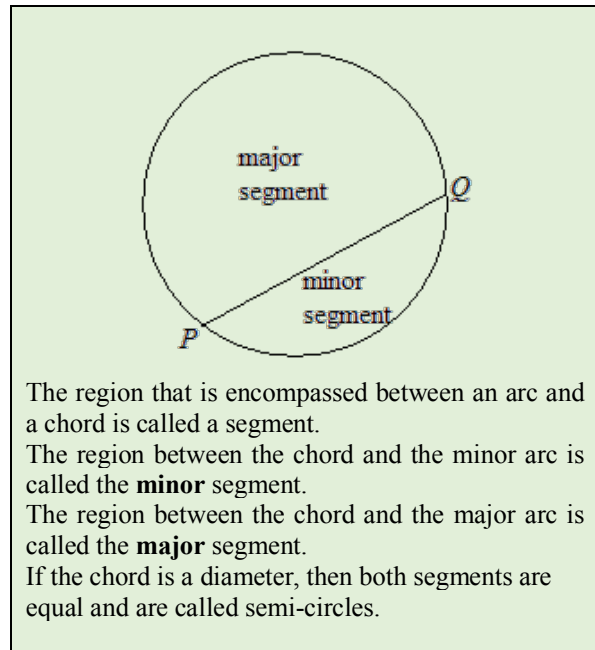 major
segment
Q
minor
segment
P
The region that is encompassed between an arc and
a chord is called a segment.
The region between the chord and the minor arc is
called the minor segment.
The region between the chord and the major arc is
called the major segment.
If the chord is a diameter, then both segments are
equal and are called semi-circles.